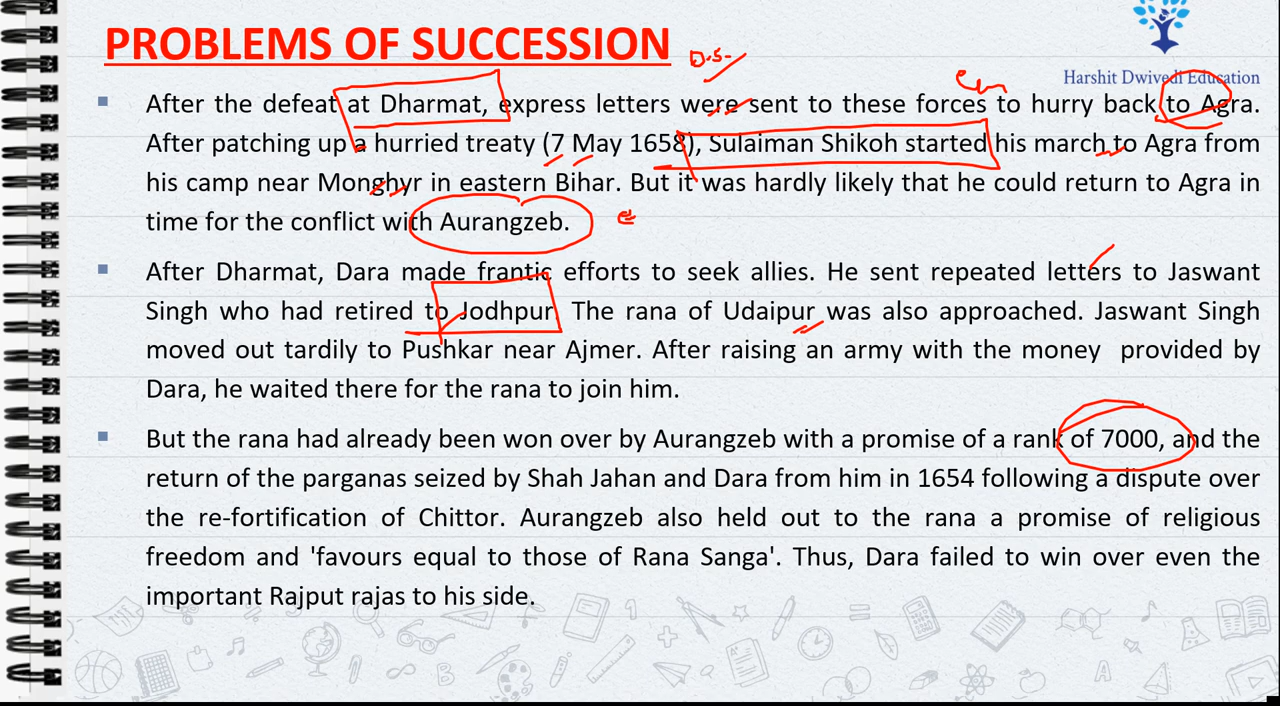 PROBLEMS OF SUCCESSION
D.S.
Harshit Dwivedi Education
After the defeat at Dharmat, express letters were sent to these forces to hurry back to Agra.
After patching up a hurried treaty (7 May 1658), Sulaiman Shikoh started his march to Agra from
his camp near Monghyr in eastern Bihar. But it was hardly likely that he could return to Agra in
time for the conflict with Aurangzeb.
After Dharmat, Dara made frantic efforts to seek allies. He sent repeated letters to Jaswant
Singh who had retired to Jodhpur. The rana of Udaipur was also approached. Jaswant Singh
moved out tardily to Pushkar near Ajmer. After raising an army with the money provided by
Dara, he waited there for the rana to join him.
But the rana had already been won over by Aurangzeb with a promise of a rank of 7000, and the
return of the parganas seized by Shah Jahan and Dara from him in 1654 following a dispute over
the re-fortification of Chittor. Aurangzeb also held out to the rana a promise of religious
freedom and 'favours equal to those of Rana Sanga'. Thus, Dara failed to win over even the
important Rajput rajas to his side.